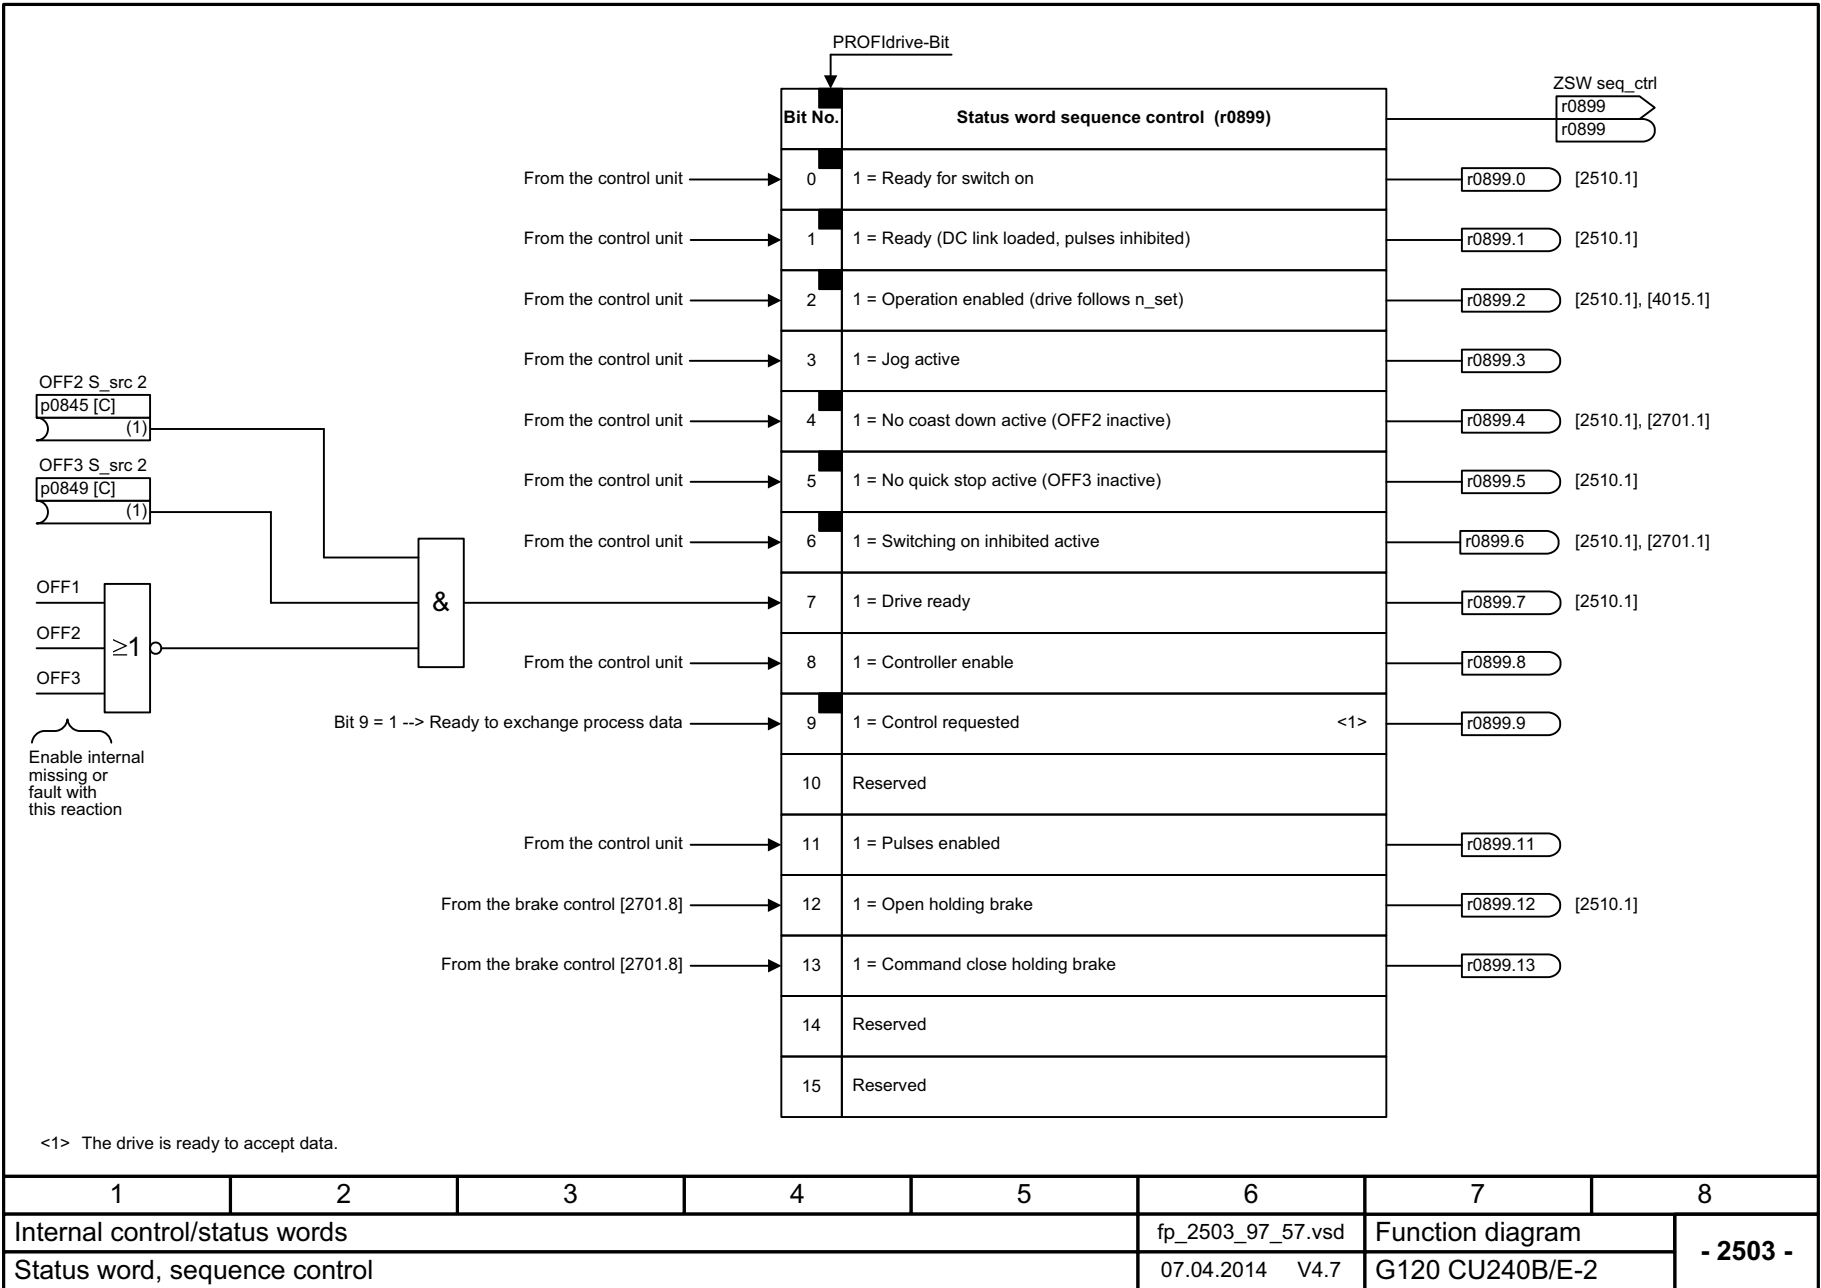 PROFIdrive-Bit
ZSW seq_ctrl
r0899
r0899
Bit No. Status word sequence control (r0899)
From the control unit 0 1 = Ready for switch on r0899.0 [2510.1]
From the control unit 1 1 = Ready (DC link loaded, pulses inhibited) r0899.1 [2510.1]
From the control unit 2 1 = Operation enabled (drive follows n_set) r0899.2 [2510.1], [4015.1]
From the control unit 3 1 = Jog active r0899.3
OFF2 S_src 2
p0845 [C]
(1)
From the control unit 4 1 = No coast down active (OFF2 inactive) r0899.4 [2510.1], [2701.1]
OFF3 S_src 2
p0849 [C]
(1)
From the control unit 5 1 = No quick stop active (OFF3 inactive) r0899.5 [2510.1]
From the control unit 6 1 = Switching on inhibited active r0899.6 [2510.1], [2701.1]
OFF1
OFF2
OFF3
≥1
&
7 1 = Drive ready r0899.7 [2510.1]
From the control unit 8 1 = Controller enable r0899.8
Bit 9 = 1 --> Ready to exchange process data 9 1 = Control requested <1> r0899.9
Enable internal
missing or
fault with
this reaction
10 Reserved
From the control unit 11 1 = Pulses enabled r0899.11
From the brake control [2701.8] 12 1 = Open holding brake r0899.12 [2510.1]
From the brake control [2701.8] 13 1 = Command close holding brake r0899.13
14 Reserved
15 Reserved
<1> The drive is ready to accept data.
1 2 3 4 5 6 7 8
Internal control/status words fp_2503_97_57.vsd Function diagram
- 2503 -
Status word, sequence control 07.04.2014 V4.7 G120 CU240B/E-2